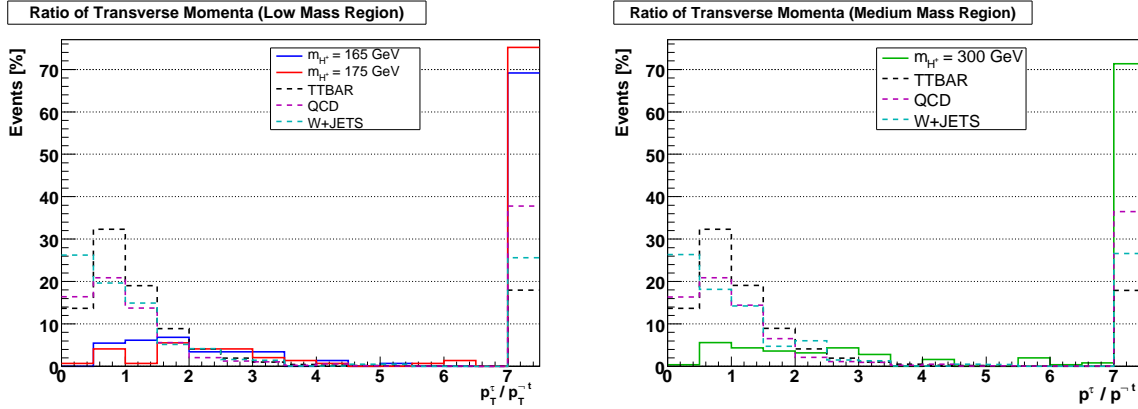 Ratio of Transverse Momenta (Low Mass Region)
Events [%]
70
60
50
40
30
20
10
0
m_H⁺ = 165 GeV
m_H⁺ = 175 GeV
TTBAR
QCD
W+JETS
0 1 2 3 4 5 6 7
p_T^τ / p_T^¬ t
Ratio of Transverse Momenta (Medium Mass Region)
Events [%]
70
60
50
40
30
20
10
0
m_H⁺ = 300 GeV
TTBAR
QCD
W+JETS
0 1 2 3 4 5 6 7
p^τ / p^¬ t